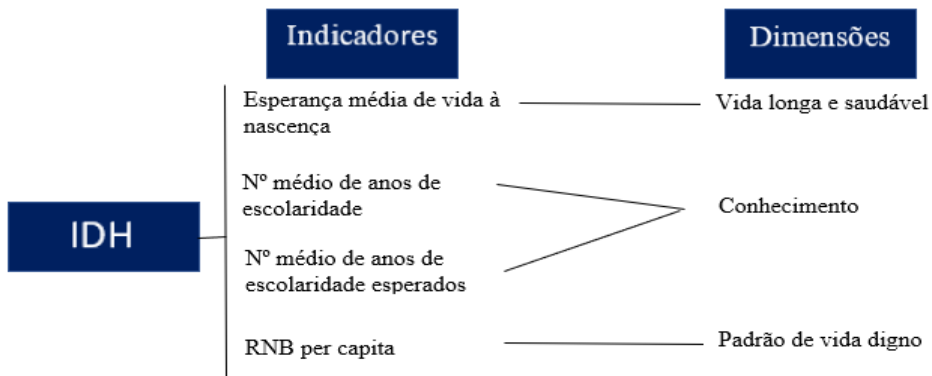 Indicadores
Dimensões
Esperança média de vida à
nascença
Vida longa e saudável
Nº médio de anos de
escolaridade
Conhecimento
IDH
Nº médio de anos de
escolaridade esperados
RNB per capita
Padrão de vida digno